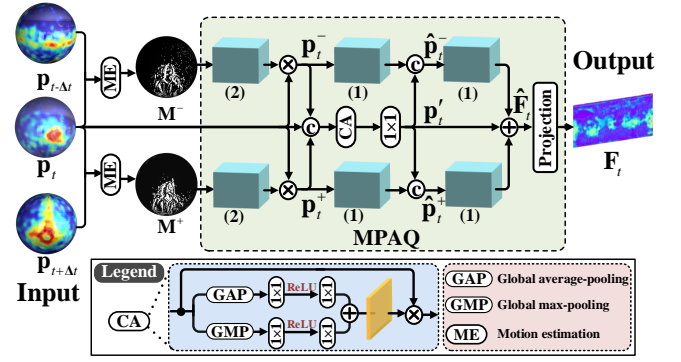 p_{t-Δt}
ME
M⁻
(2)
p_t^-
(1)
p̂_t^-
(1)
Output
p_t
c
c
CA
1×1
p_t′
F̂_t
Projection
F_t
ME
M⁺
(2)
p_t^+
(1)
c
p̂_t^+
(1)
p_{t+Δt}
Input
MPAQ
Legend
CA
GAP
1×1
ReLU
1×1
GMP
1×1
ReLU
1×1
GAP Global average-pooling
GMP Global max-pooling
ME Motion estimation